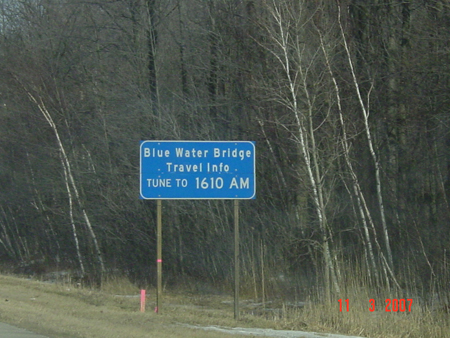 Blue Water Bridge
Travel Info
TUNE TO 1610 AM
11 3 2007